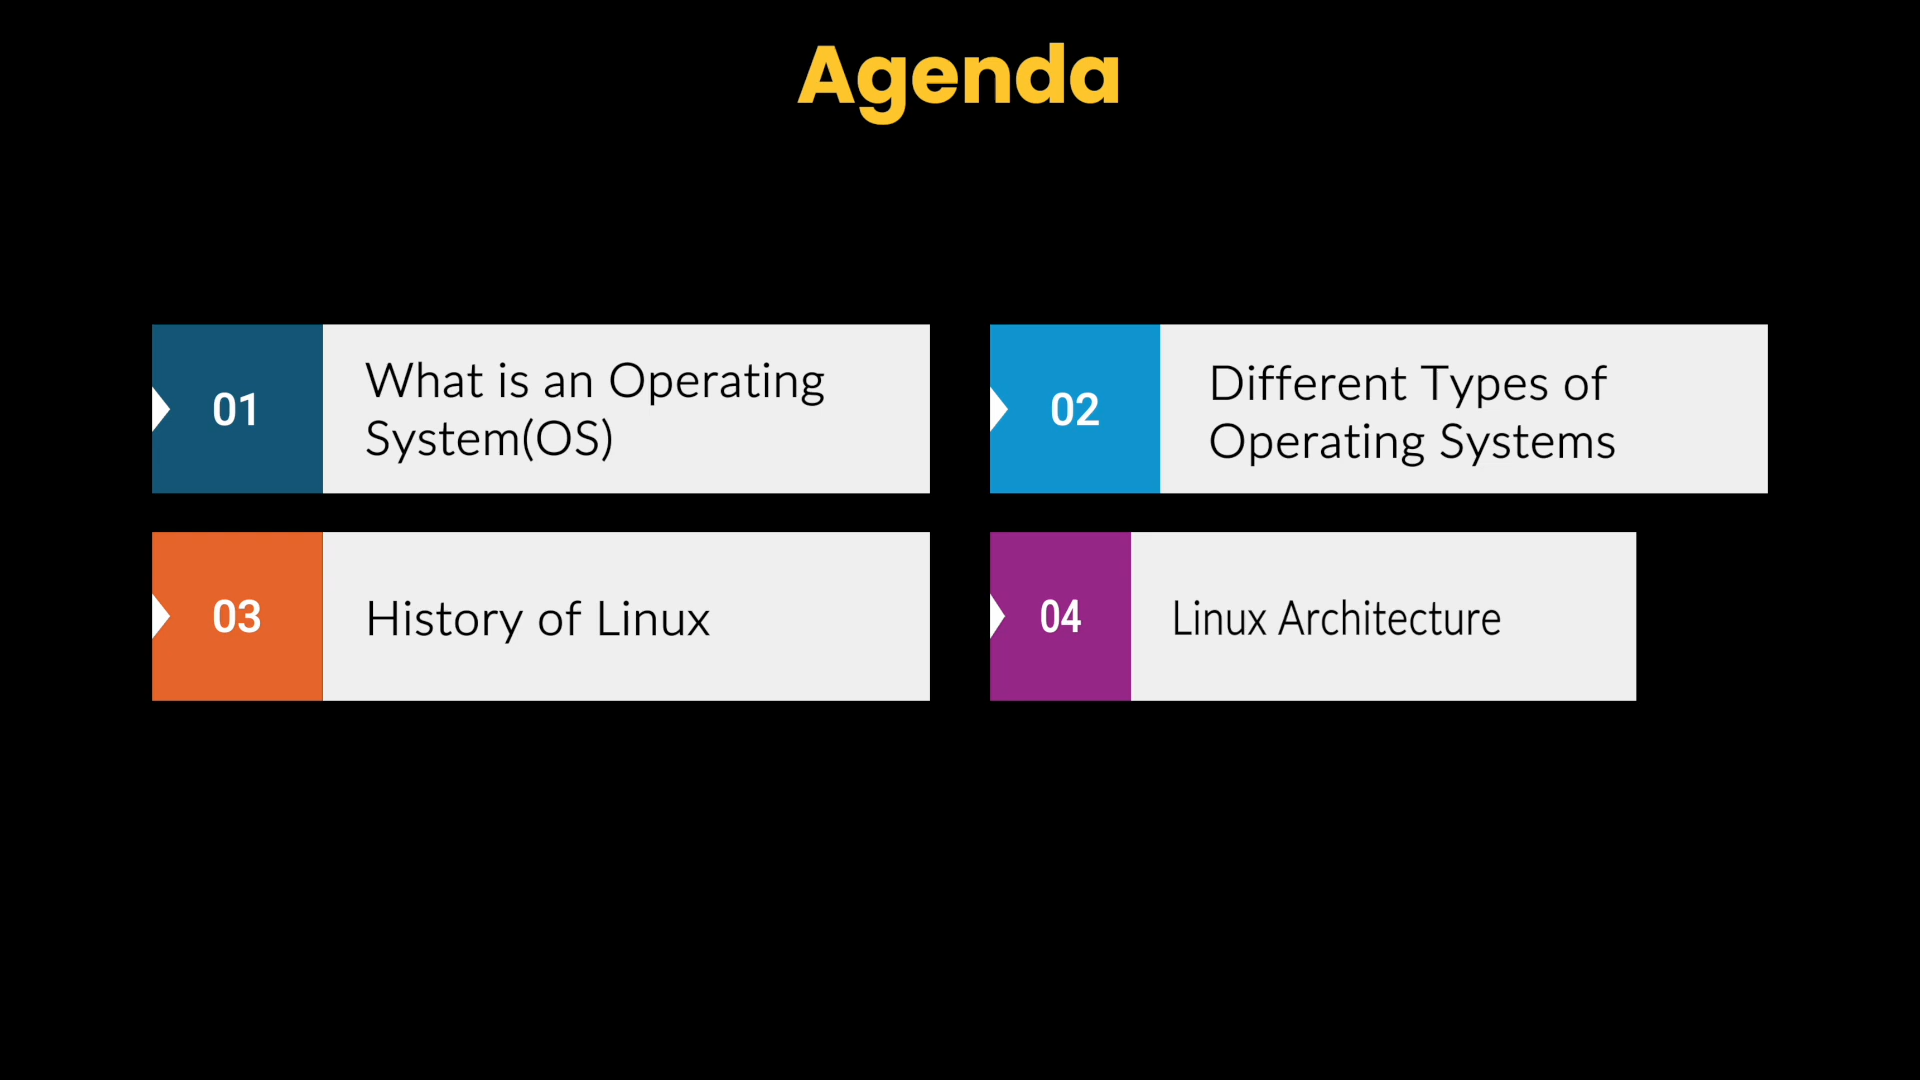 Agenda
01
What is an Operating
System(OS)
02
Different Types of
Operating Systems
03
History of Linux
04
Linux Architecture